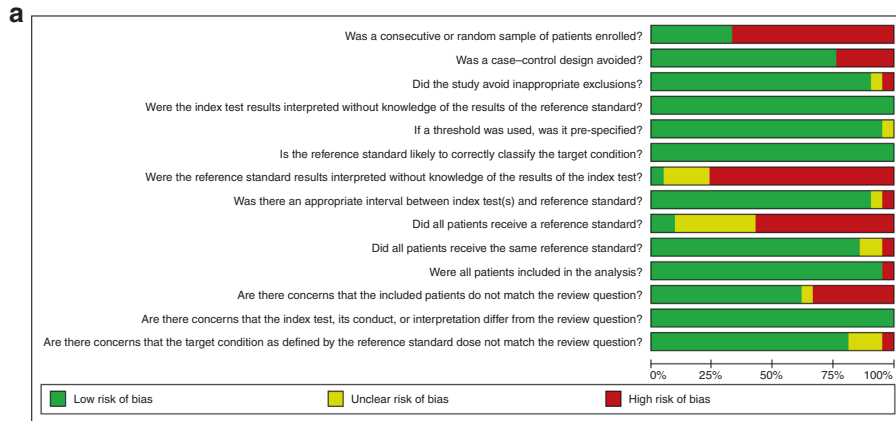 a
Was a consecutive or random sample of patients enrolled?
Was a case–control design avoided?
Did the study avoid inappropriate exclusions?
Were the index test results interpreted without knowledge of the results of the reference standard?
If a threshold was used, was it pre-specified?
Is the reference standard likely to correctly classify the target condition?
Were the reference standard results interpreted without knowledge of the results of the index test?
Was there an appropriate interval between index test(s) and reference standard?
Did all patients receive a reference standard?
Did all patients receive the same reference standard?
Were all patients included in the analysis?
Are there concerns that the included patients do not match the review question?
Are there concerns that the index test, its conduct, or interpretation differ from the review question?
Are there concerns that the target condition as defined by the reference standard dose not match the review question?
0% 25% 50% 75% 100%
Low risk of bias Unclear risk of bias High risk of bias